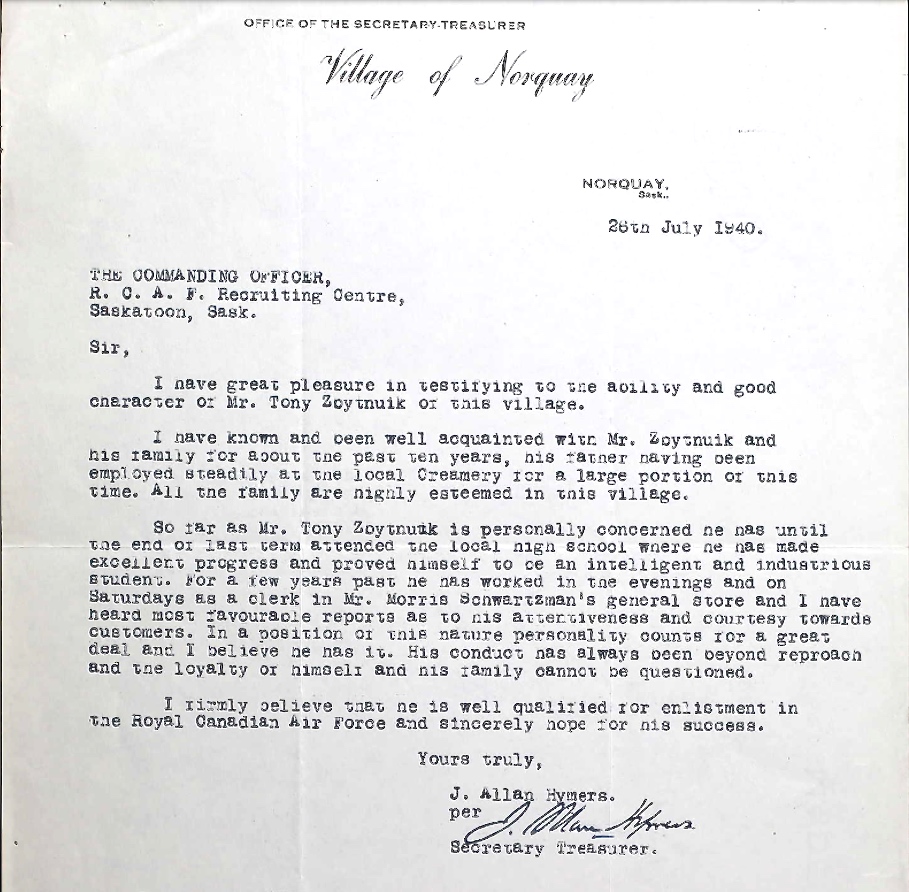 OFFICE OF THE SECRETARY-TREASURER
Village of Norquay
NORQUAY,
Sask..
26th July 1940.
THE COMMANDING OFFICER,
R. C. A. F. Recruiting Centre,
Saskatoon, Sask.
Sir,
I have great pleasure in testifying to the ability and good
character of Mr. Tony Zbytnuik of this village.
I have known and been well acquainted with Mr. Zbytnuik and
his family for about the past ten years, his father having been
employed steadily at the local Creamery for a large portion of this
time. All the family are highly esteemed in this village.
So far as Mr. Tony Zbytnuik is personally concerned he has until
the end of last term attended the local high school where he has made
excellent progress and proved himself to be an intelligent and industrious
student. For a few years past he has worked in the evenings and on
Saturdays as a clerk in Mr. Morris Schwartzman's general store and I have
heard most favourable reports as to his attentiveness and courtesy towards
customers. In a position of this nature personality counts for a great
deal and I believe he has it. His conduct has always been beyond reproach
and the loyalty of himself and his family cannot be questioned.
I firmly believe that he is well qualified for enlistment in
the Royal Canadian Air Force and sincerely hope for his success.
Yours truly,
J. Allan Hymers.
per J. Allan Hymers
Secretary Treasurer.